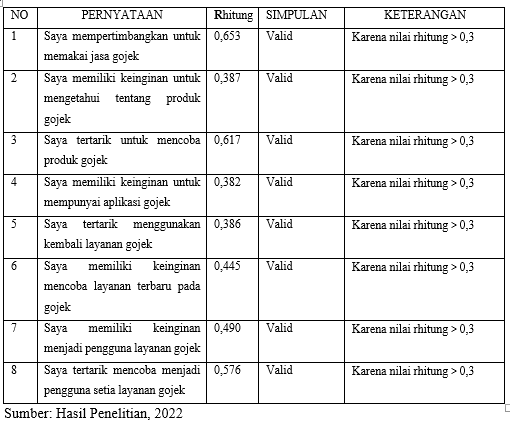 NO PERNYATAAN Rhitung SIMPULAN KETERANGAN
1 Saya mempertimbangkan untuk 0,653 Valid Karena nilai rhitung > 0,3
memakai jasa gojek
2 Saya memiliki keinginan untuk 0,387 Valid Karena nilai rhitung > 0,3
mengetahui tentang produk
gojek
3 Saya tertarik untuk mencoba 0,617 Valid Karena nilai rhitung > 0,3
produk gojek
4 Saya memiliki keinginan untuk 0,382 Valid Karena nilai rhitung > 0,3
mempunyai aplikasi gojek
5 Saya tertarik menggunakan 0,386 Valid Karena nilai rhitung > 0,3
kembali layanan gojek
6 Saya memiliki keinginan 0,445 Valid Karena nilai rhitung > 0,3
mencoba layanan terbaru pada
gojek
7 Saya memiliki keinginan 0,490 Valid Karena nilai rhitung > 0,3
menjadi pengguna layanan gojek
8 Saya tertarik mencoba menjadi 0,576 Valid Karena nilai rhitung > 0,3
pengguna setia layanan gojek
Sumber: Hasil Penelitian, 2022